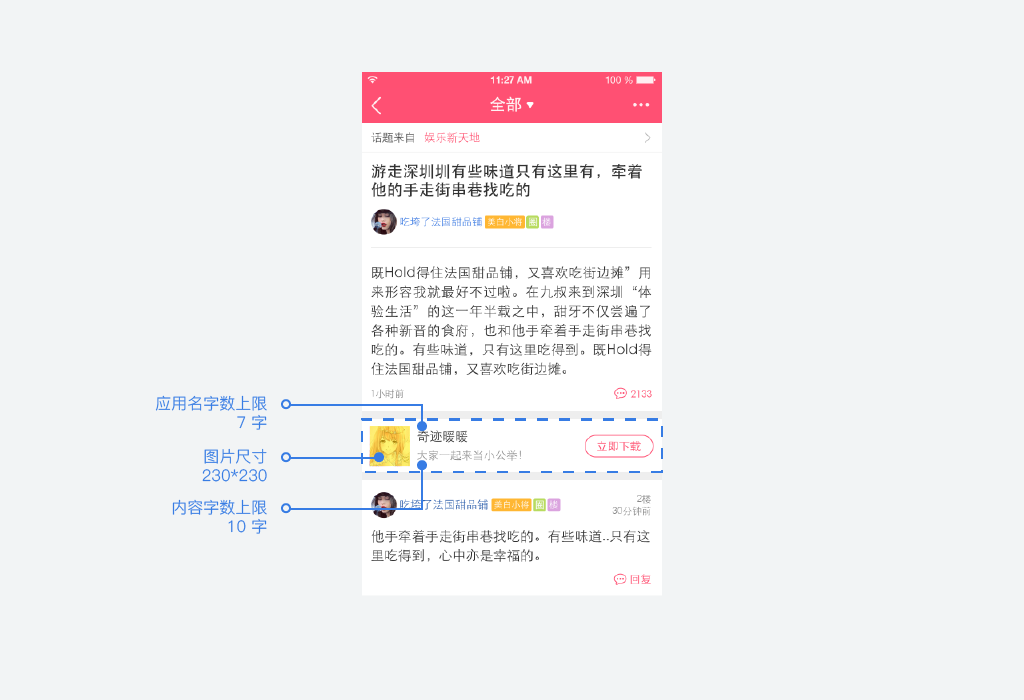 11:27 AM
100 %
全部
话题来自 娱乐新天地
游走深圳圳有些味道只有这里有，牵着
他的手走街串巷找吃的
吃垮了法国甜品铺 美白小将 圈 楼
既Hold得住法国甜品铺，又喜欢吃街边摊”用
来形容我就最好不过啦。在九叔来到深圳“体
验生活”的这一年半载之中，甜牙不仅尝遍了
各种新晋的食府，也和他手牵着手走街串巷找
吃的。有些味道，只有这里吃得到。既Hold得
住法国甜品铺，又喜欢吃街边摊。
1小时前
2133
应用名字数上限
7 字
奇迹暖暖
大家一起来当小公举！
立即下载
图片尺寸
230*230
内容字数上限
10 字
吃垮了法国甜品铺 美白小将 圈 楼
2楼
30分钟前
他手牵着手走街串巷找吃的。有些味道..只有这
里吃得到，心中亦是幸福的。
回复